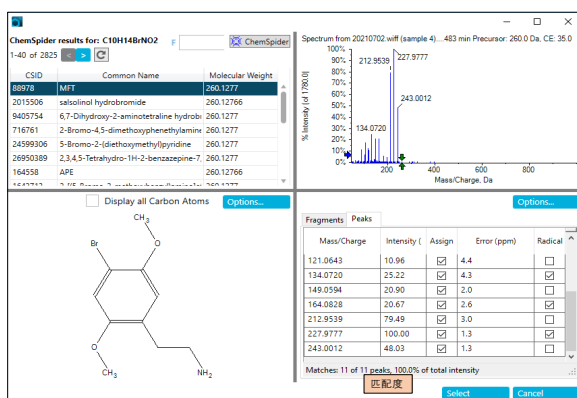 ChemSpider results for: C10H14BrNO2
F
ChemSpider
1-40 of 2825
< > C
CSID Common Name Molecular Weight
88978 MFT 260.1277
2015506 salsolinol hydrobromide 260.12766
9405754 6,7-Dihydroxy-2-aminotetraline hydrob 260.1277
716761 2-Bromo-4,5-dimethoxyphenethylamine 260.1277
24599306 5-Bromo-2-(diethoxymethyl)pyridine 260.1277
26950389 2,3,4,5-Tetrahydro-1H-2-benzazepine-7, 260.1277
164558 APE 260.1277
Spectrum from 20210702.wiff (sample 4)....483 min Precursor: 260.0 Da, CE: 35.0
% Intensity (of 1780.0)
100%
90%
80%
70%
60%
50%
40%
30%
20%
10%
0%
212.9539
227.9777
243.0012
134.0720
200 400 600 800
Mass/Charge, Da
Display all Carbon Atoms
Options...
CH3
O
Br
O
CH3
NH2
Options...
Fragments Peaks
Mass/Charge Intensity ( Assign Error (ppm) Radical
121.0643 10.96 4.4
134.0720 25.22 4.3
149.0594 20.90 2.0
164.0828 20.67 2.6
212.9539 79.49 3.0
227.9777 100.00 1.3
243.0012 48.03 1.3
Matches: 11 of 11 peaks, 100.0% of total intensity
匹配度
Select
Cancel